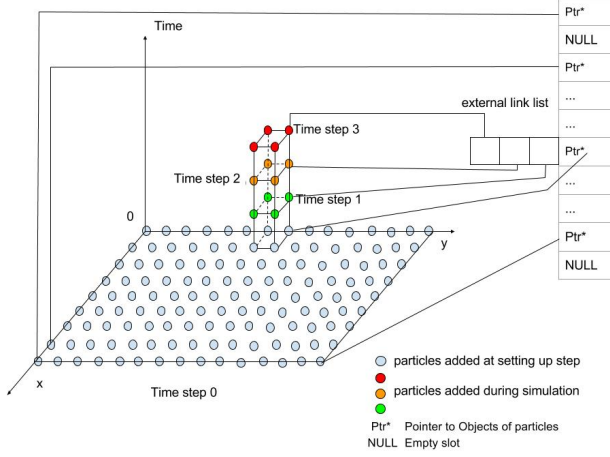 Ptr*
Time
NULL
Ptr*
...
external link list
...
Time step 3
Ptr*
Time step 2
...
Time step 1
...
0
Ptr*
y
NULL
particles added at setting up step
x
Time step 0
particles added during simulation
Ptr* Pointer to Objects of particles
NULL Empty slot